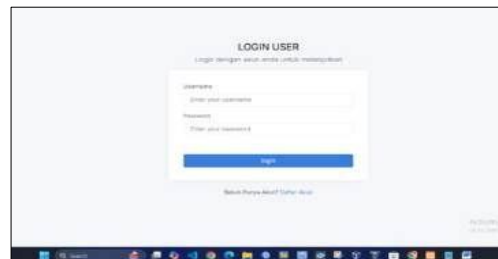 LOGIN USER
Login dengan akun anda untuk melanjutkan
Username
Enter your username
Password
Enter your password
login
Belum Punya Akun? Daftar Akun
Search